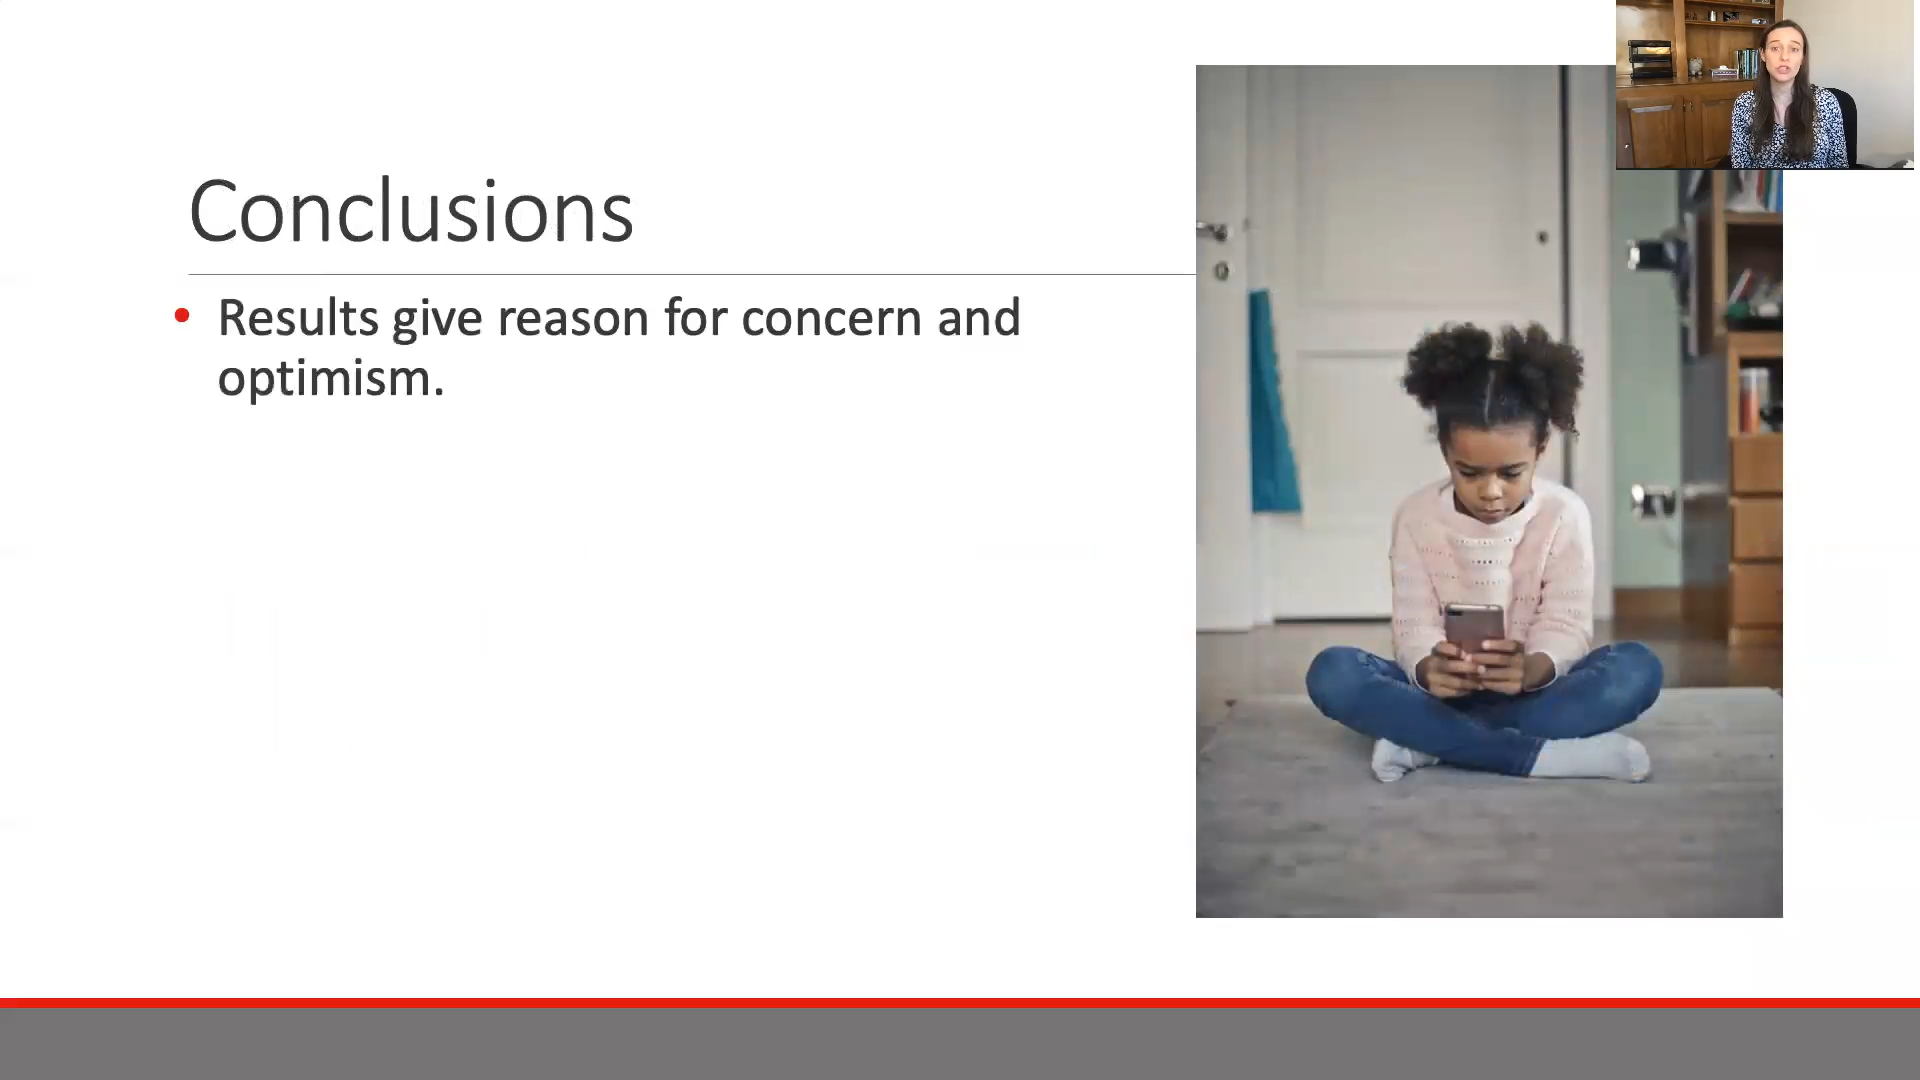 Conclusions
• Results give reason for concern and
optimism.